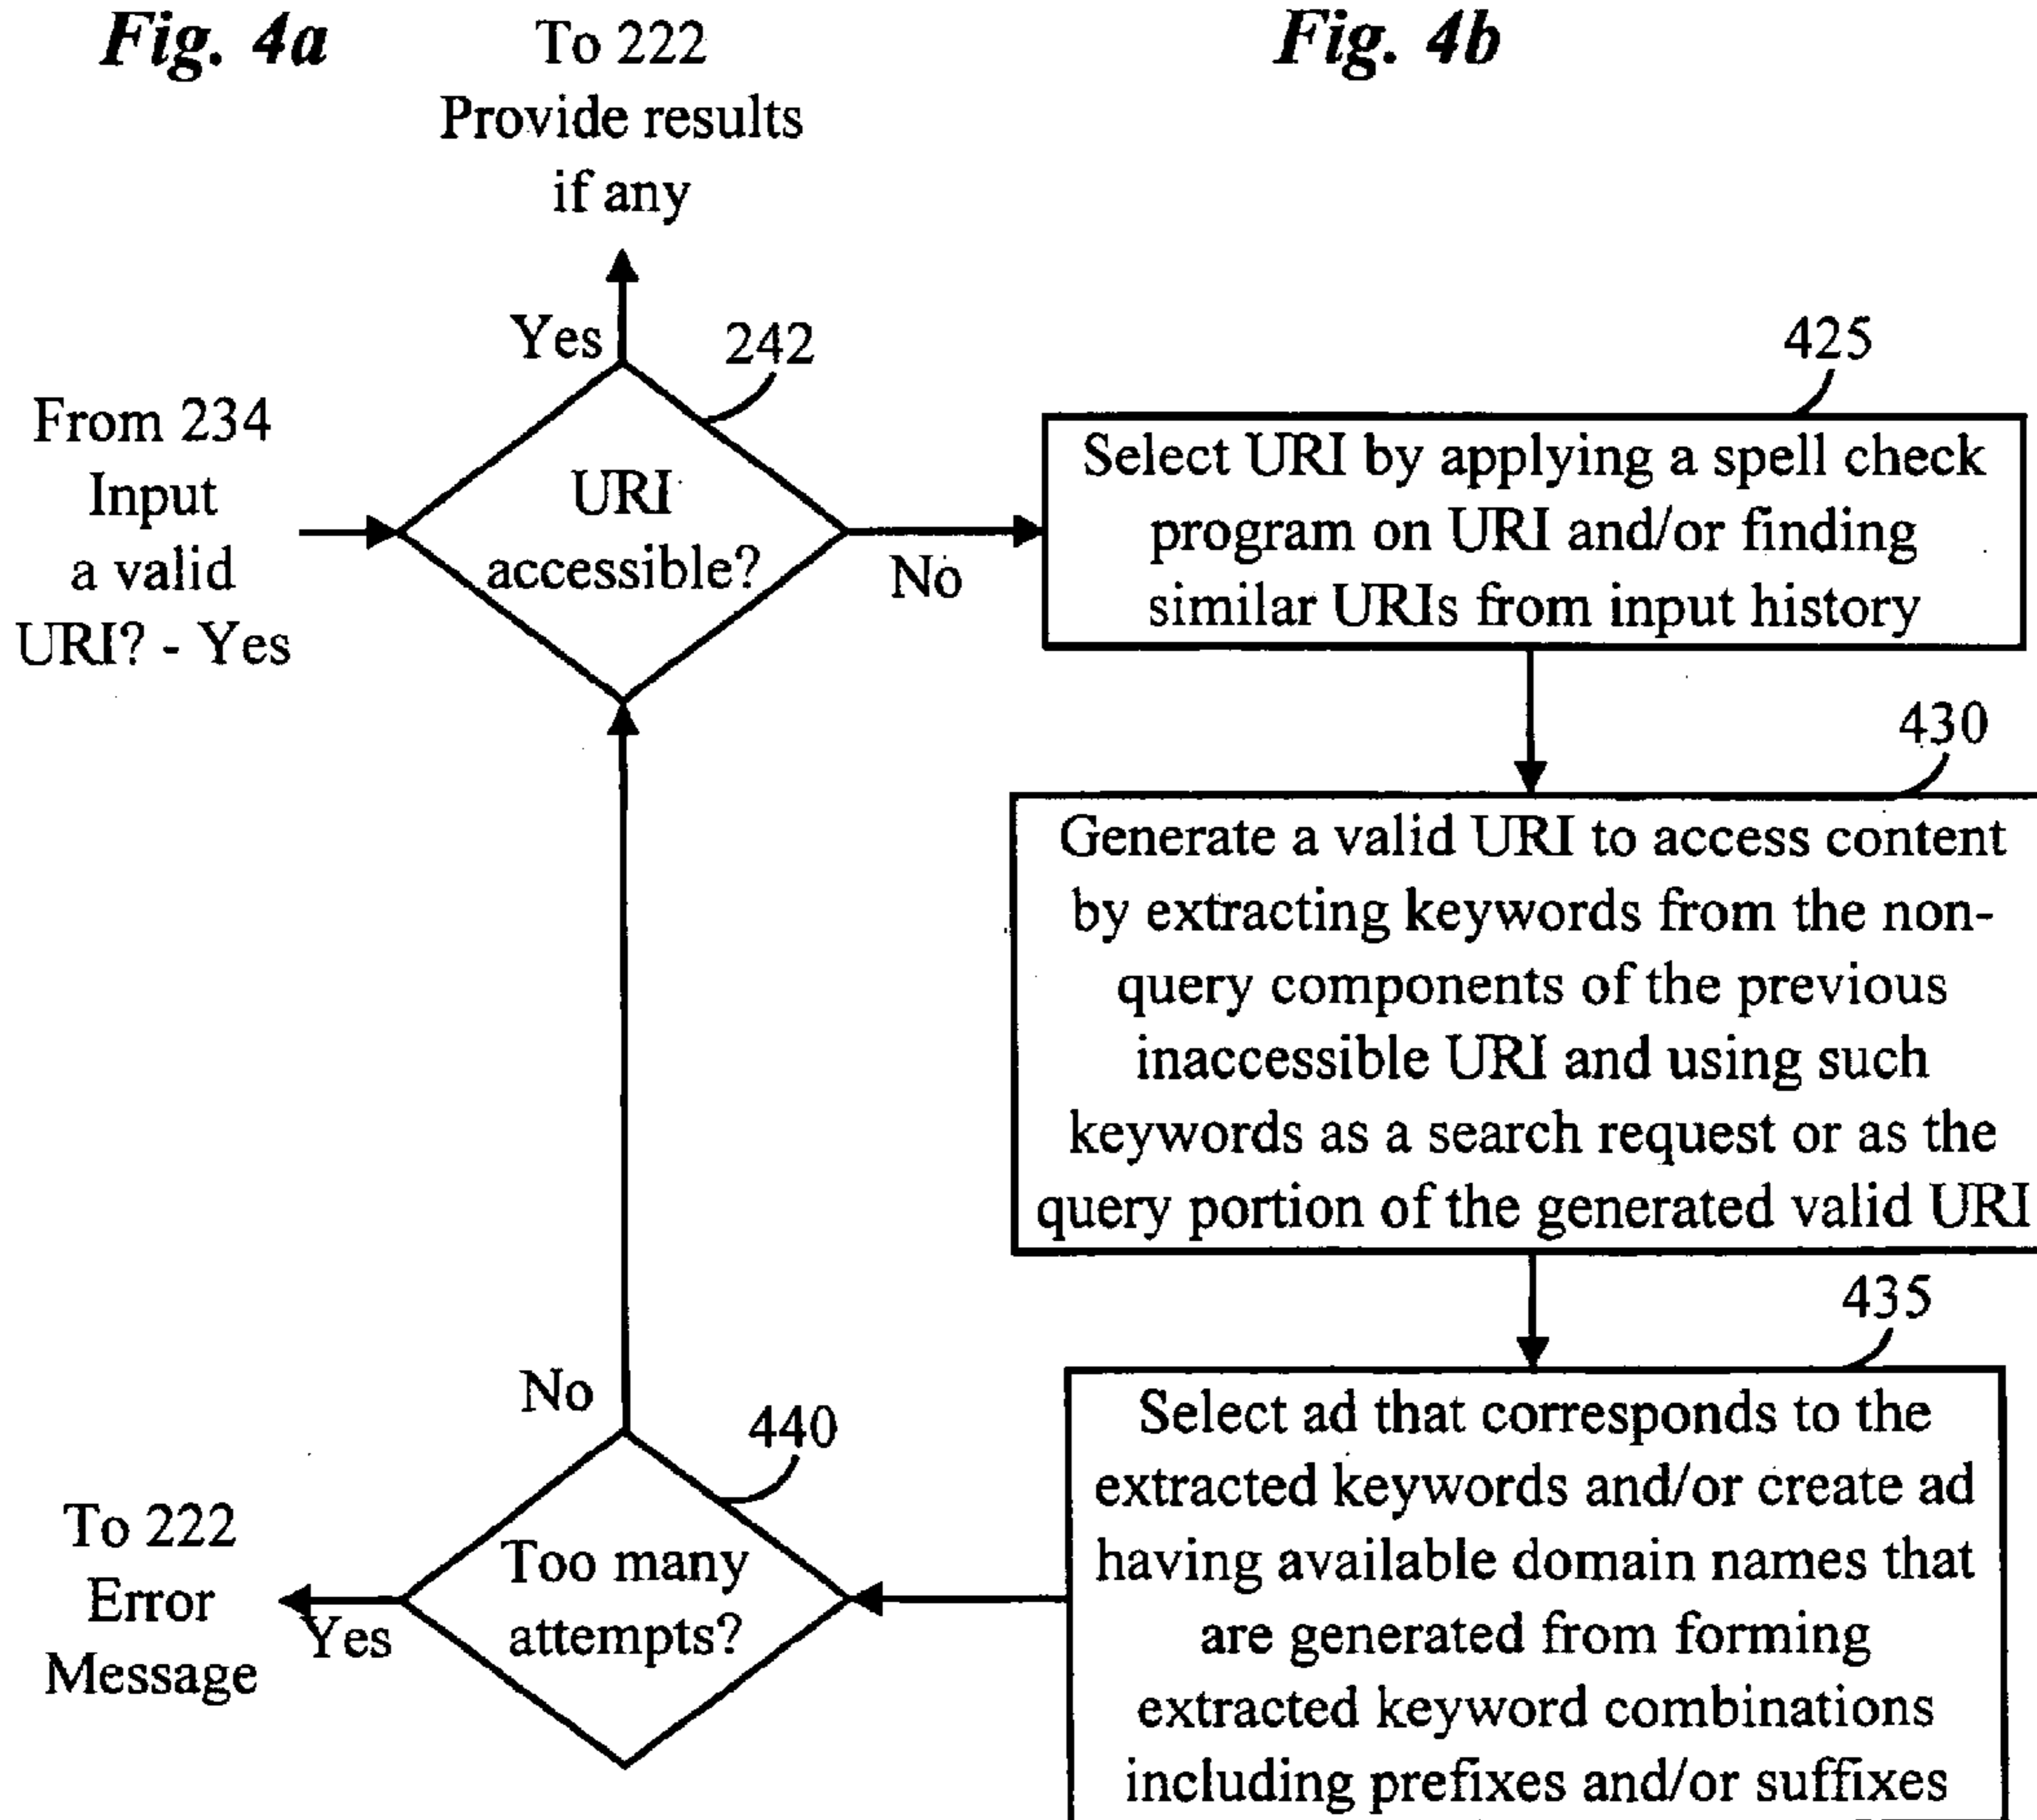 Fig. 4a
Fig. 4b
To 222
Provide results
if any
Yes
242
From 234
Input
a valid
URI? - Yes
URI
accessible?
No
425
Select URI by applying a spell check
program on URI and/or finding
similar URIs from input history
430
Generate a valid URI to access content
by extracting keywords from the non-
query components of the previous
inaccessible URI and using such
keywords as a search request or as the
query portion of the generated valid URI
435
Select ad that corresponds to the
extracted keywords and/or create ad
having available domain names that
are generated from forming
extracted keyword combinations
including prefixes and/or suffixes
No
440
Too many
attempts?
Yes
To 222
Error
Message